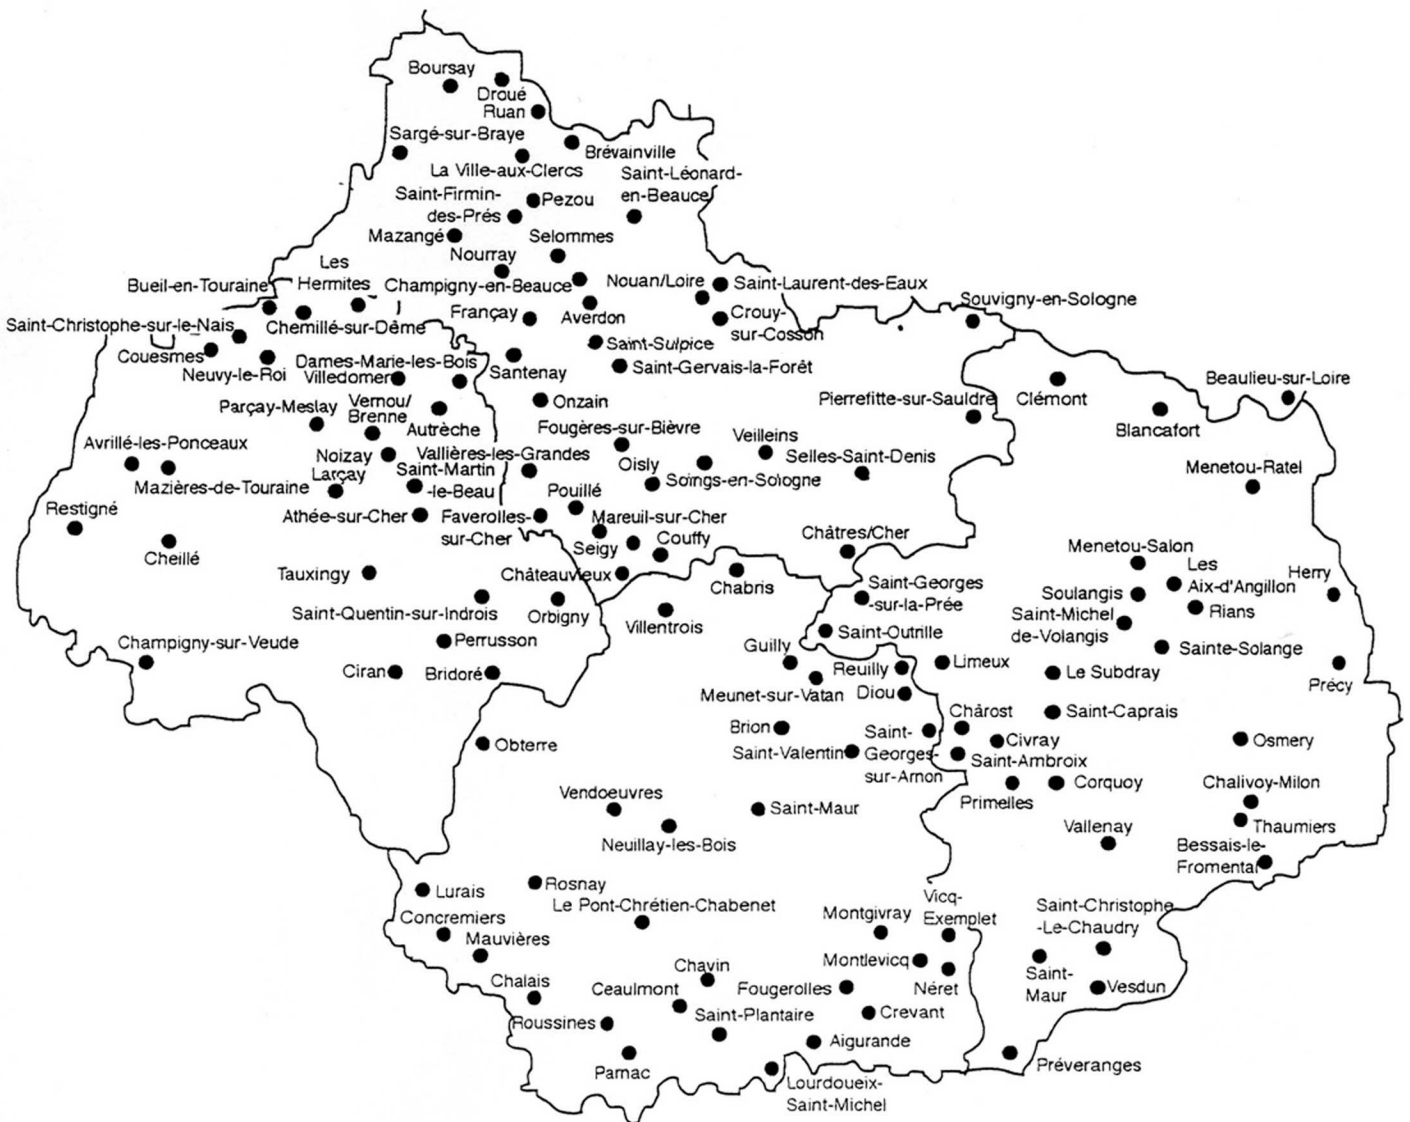 Boursay
Droué
Ruan
Sargé-sur-Braye
Brévainville
La Ville-aux-Clercs
Saint-Léonard-
en-Beauce
Saint-Firmin-
des-Prés
Pezou
Mazangé
Selommes
Nourray
Les
Hermites
Bueil-en-Touraine
Champigny-en-Beauce
Nouan/Loire
Saint-Laurent-des-Eaux
Souvigny-en-Sologne
Françay
Averdon
Crouy-
sur-Cosson
Saint-Christophe-sur-le-Nais
Chemillé-sur-Dême
Saint-Sulpice
Couesmes
Neuvy-le-Roi
Dames-Marie-les-Bois
Villedomer
Santenay
Saint-Gervais-la-Forêt
Beaulieu-sur-Loire
Parçay-Meslay
Vernou/
Brenne
Autrèche
Onzain
Pierrefitte-sur-Sauldre
Clémont
Blancafort
Fougères-sur-Bièvre
Veilleins
Avrillé-les-Ponceaux
Noizay
Vallières-les-Grandes
Oisly
Selles-Saint-Denis
Menetou-Ratel
Mazières-de-Touraine
Larçay
Saint-Martin
-le-Beau
Soings-en-Sologne
Pouillé
Restigné
Athée-sur-Cher
Faverolles-
sur-Cher
Mareuil-sur-Cher
Seigy
Couffy
Châtres/Cher
Cheillé
Menetou-Salon
Les
Aix-d'Angillon
Herry
Tauxingy
Châteauvieux
Chabris
Saint-Georges
-sur-la-Prée
Soulangis
Rians
Saint-Quentin-sur-Indrois
Orbigny
Villentrois
Saint-Michel
de-Volangis
Champigny-sur-Veude
Perrusson
Saint-Outrille
Guilly
Sainte-Solange
Ciran
Bridoré
Reuilly
Limeux
Le Subdray
Précy
Meunet-sur-Vatan
Diou
Chârost
Saint-Caprais
Brion
Saint-
Georges-
sur-Arnon
Civray
Osmery
Obterre
Saint-Valentin
Saint-Ambroix
Vendoeuvres
Primelles
Corquoy
Chalivoy-Milon
Saint-Maur
Thaumiers
Neuillay-les-Bois
Vallenay
Bessais-le-
Fromental
Lurais
Rosnay
Le Pont-Chrétien-Chabenet
Vicq-
Exemplet
Saint-Christophe
-Le-Chaudry
Concremiers
Montgivray
Mauvières
Montlevicq
Chavin
Chalais
Ceaulmont
Fougerolles
Néret
Saint-
Maur
Vesdun
Roussines
Saint-Plantaire
Crevant
Aigurande
Parnac
Préveranges
Lourdoueix-
Saint-Michel